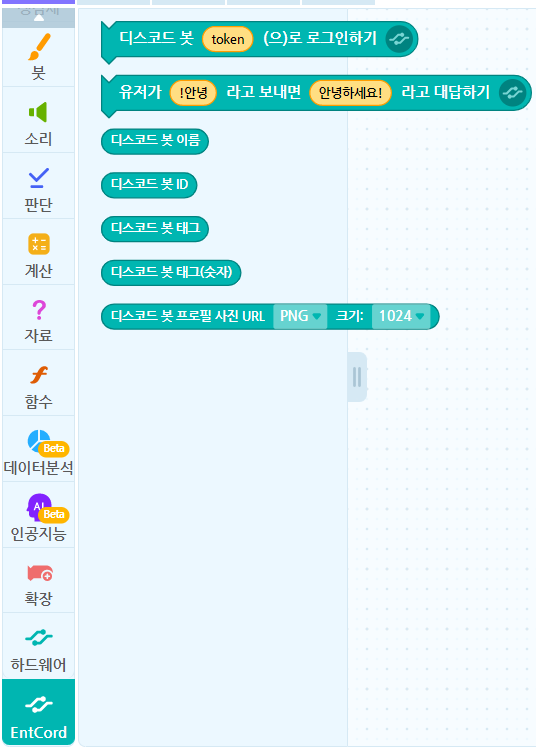 붓
소리
판단
계산
자료
함수
Beta
데이터분석
AI
Beta
인공지능
확장
하드웨어
EntCord
디스코드 봇 token (으)로 로그인하기
유저가 !안녕 라고 보내면 안녕하세요! 라고 대답하기
디스코드 봇 이름
디스코드 봇 ID
디스코드 봇 태그
디스코드 봇 태그(숫자)
디스코드 봇 프로필 사진 URL PNG 크기: 1024